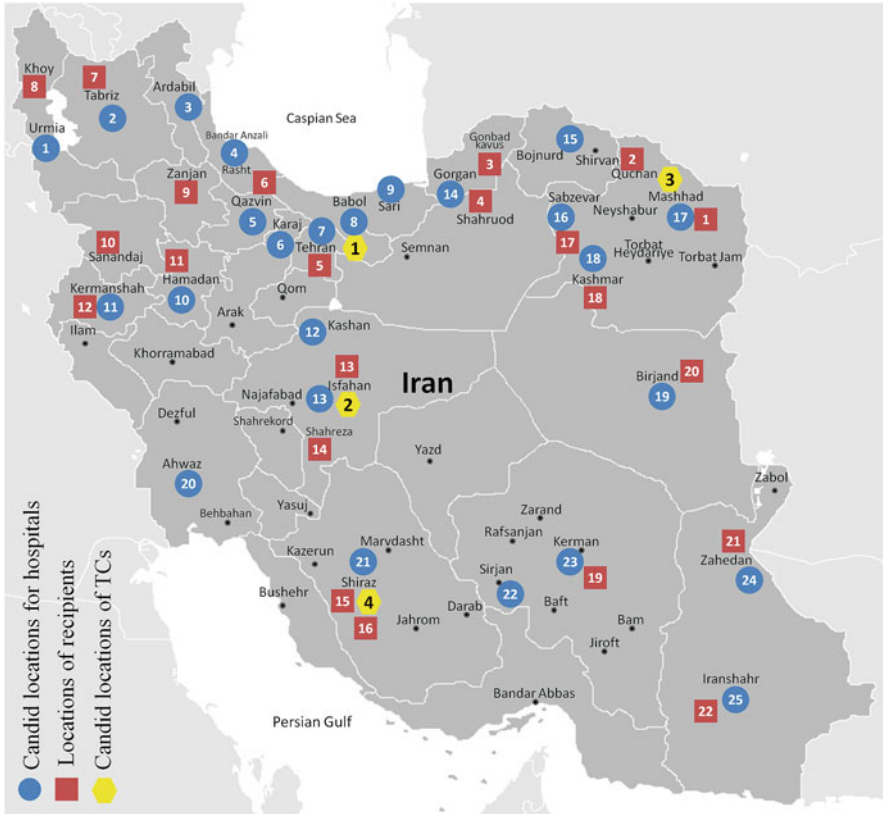 Khoy
8
7
Tabriz
2
Ardabil
3
Urmia
1
Caspian Sea
Bandar Anzali
4
Rasht
6
Zanjan
9
Qazvin
5
Karaj
6
7
Tehran
5
Babol
8
1
9
Sari
Gorgan
14
Gonbad
kavus
3
4
Shahruod
15
Bojnurd
Shirvan
2
Quchan
3
Mashhad
17
1
Sabzevar
16
Neyshabur
17
18
Kashmar
18
Torbat
Heydariye
Torbat Jam
Semnan
10
Sanandaj
11
Hamadan
10
Kermanshah
12
11
Ilam
Qom
Arak
12
Kashan
Khorramabad
13
Isfahan
Najafabad
13
2
Iran
Birjand
20
19
Dezful
Shahrekord
Shahreza
14
Yazd
Ahwaz
20
Behbahan
Yasuj
Zabol
Zarand
Rafsanjan
Kerman
23
19
Sirjan
22
Baft
Bam
Jiroft
21
Zahedan
24
Kazerun
Marvdasht
21
Shiraz
15
4
16
Bushehr
Jahrom
Darab
Iranshahr
22
25
Bandar Abbas
Persian Gulf
Candid locations for hospitals
Locations of recipients
Candid locations of TCs